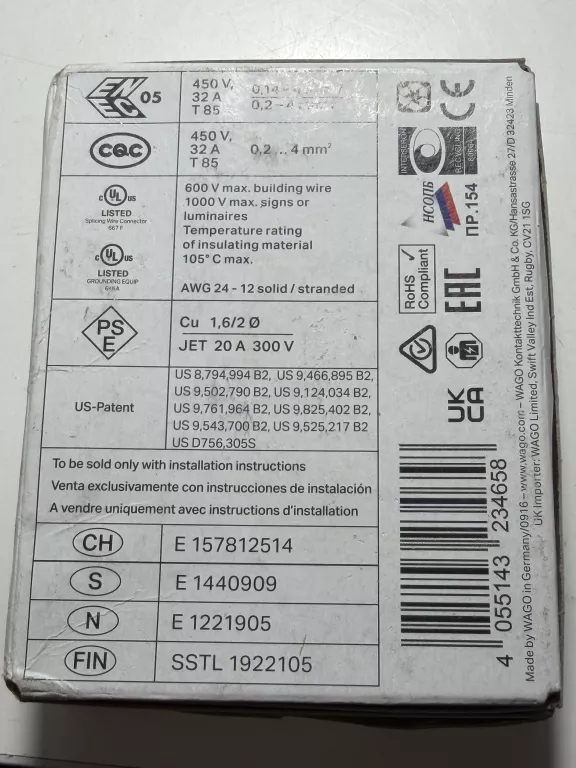 ENEC 05
450 V,
32 A
T 85
CQC
450 V,
32 A
T 85
0,2 .. 4 mm²
c UL US
LISTED
Splicing Wire Connector
c UL US
LISTED
GROUNDING EQUIP
600 V max. building wire
1000 V max. signs or
luminaires
Temperature rating
of insulating material
105° C max.
AWG 24 - 12 solid / stranded
PS
E
Cu 1,6/2 Ø
JET 20 A 300 V
US-Patent
US 8,794,994 B2, US 9,466,895 B2,
US 9,502,790 B2, US 9,124,034 B2,
US 9,761,964 B2, US 9,825,402 B2,
US 9,543,700 B2, US 9,525,217 B2
US D756,305S
To be sold only with installation instructions
Venta exclusivamente con instrucciones de instalación
A vendre uniquement avec instructions d'installation
CH E 157812514
S E 1440909
N E 1221905
FIN SSTL 1922105
CE
INTERSEROH
RECYCLING
НСОПБ
ПР.154
RoHS
Compliant
EAC
UK
CA
4 055143 234658
Made by WAGO in Germany/0916 – www.wago.com – WAGO Kontakttechnik GmbH & Co. KG/Hansastrasse 27/D 32423 Minden
UK Importer: WAGO Limited, Swift Valley Ind Est, Rugby, CV21 1SG